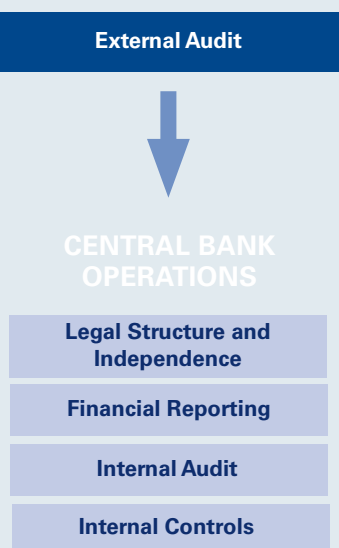 External Audit
CENTRAL BANK
OPERATIONS
Legal Structure and
Independence
Financial Reporting
Internal Audit
Internal Controls